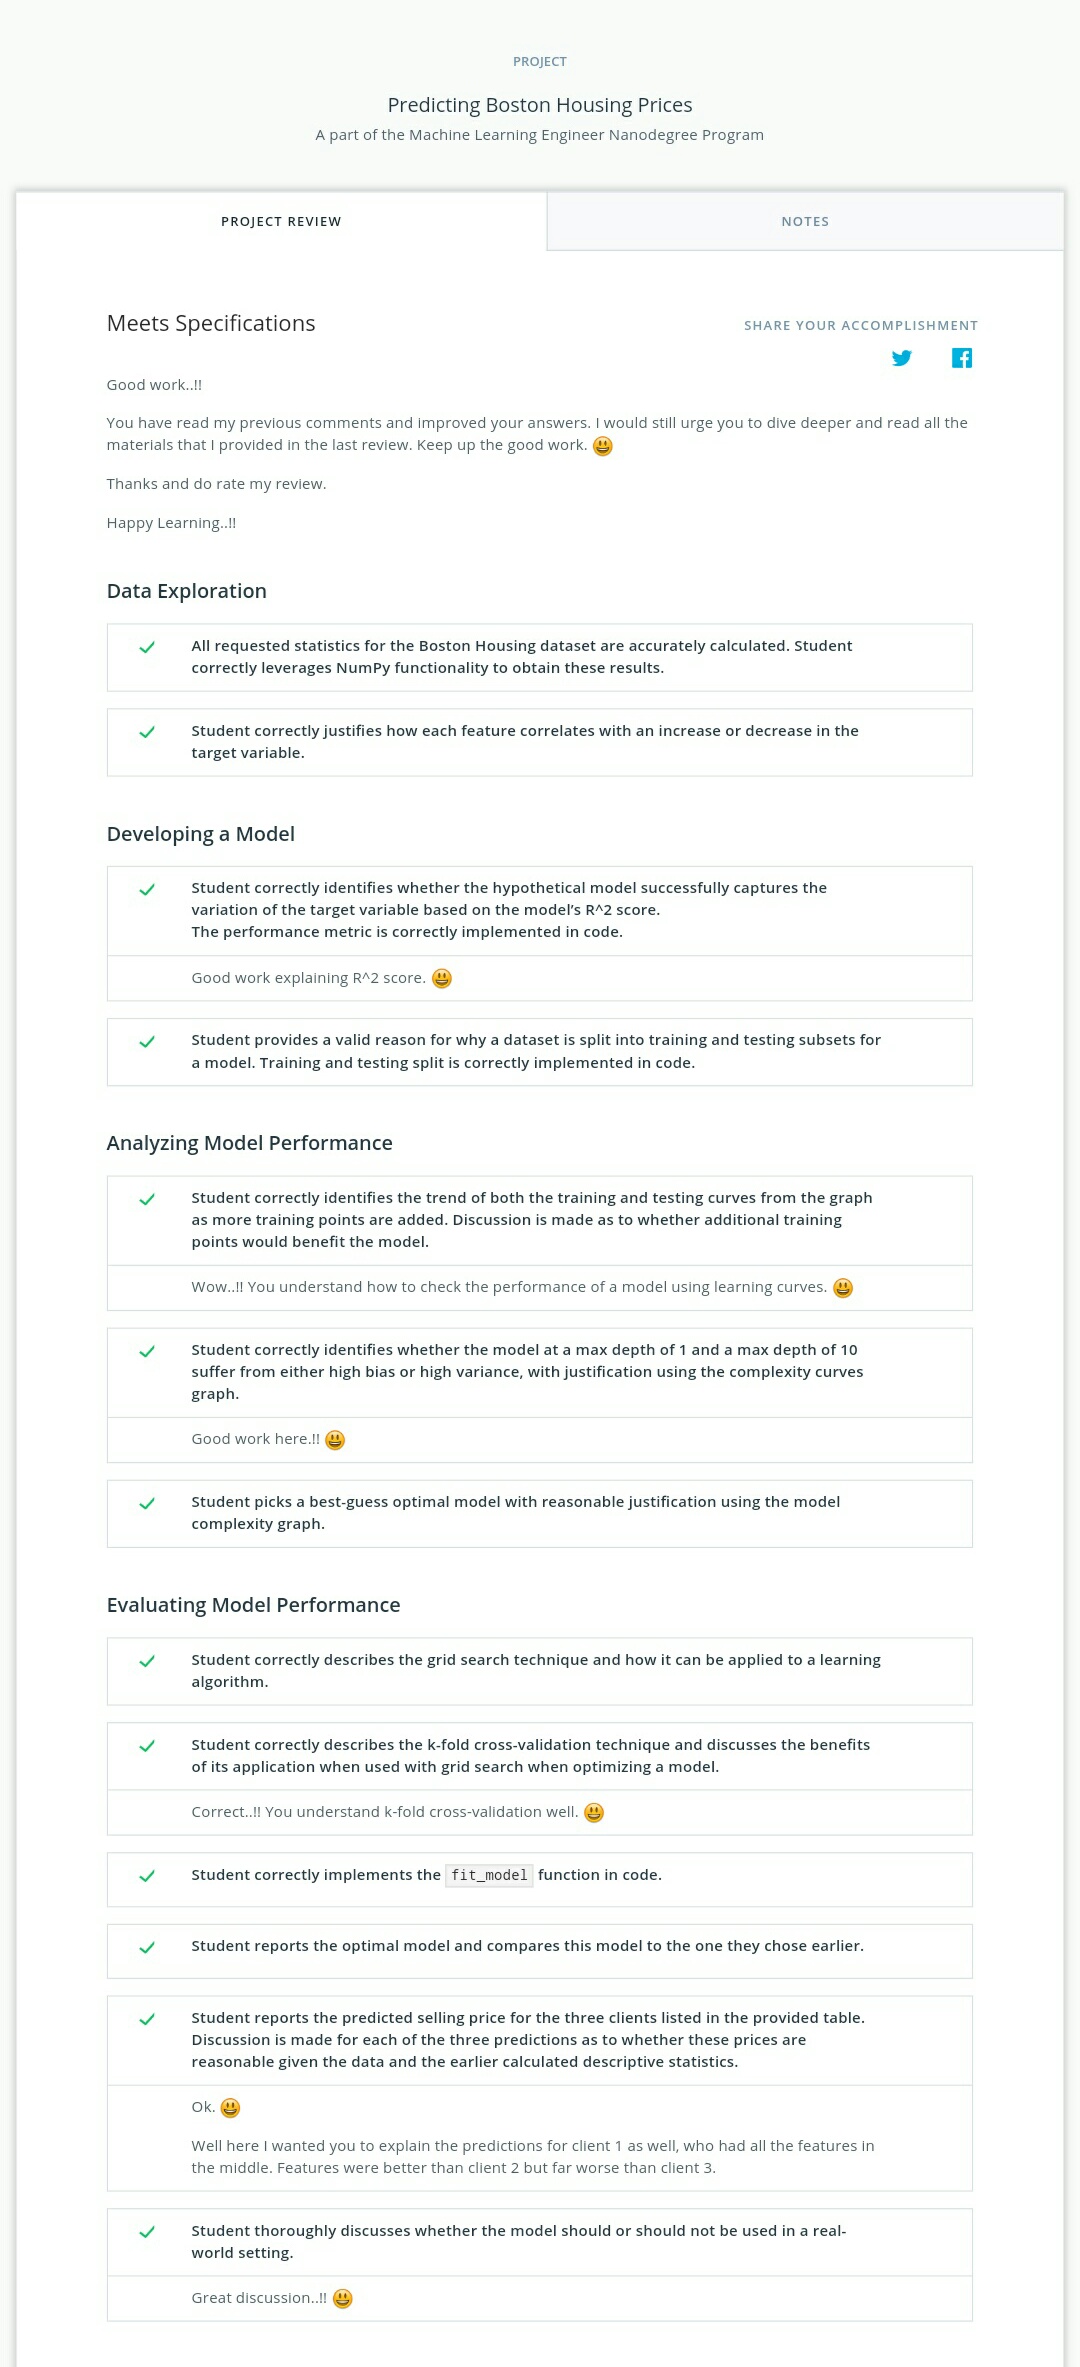 PROJECT
Predicting Boston Housing Prices
A part of the Machine Learning Engineer Nanodegree Program
PROJECT REVIEW
NOTES
Meets Specifications
SHARE YOUR ACCOMPLISHMENT
Good work..!!
You have read my previous comments and improved your answers. I would still urge you to dive deeper and read all the
materials that I provided in the last review. Keep up the good work. 😃
Thanks and do rate my review.
Happy Learning..!!
Data Exploration
All requested statistics for the Boston Housing dataset are accurately calculated. Student
correctly leverages NumPy functionality to obtain these results.
Student correctly justifies how each feature correlates with an increase or decrease in the
target variable.
Developing a Model
Student correctly identifies whether the hypothetical model successfully captures the
variation of the target variable based on the model’s R^2 score.
The performance metric is correctly implemented in code.
Good work explaining R^2 score. 😃
Student provides a valid reason for why a dataset is split into training and testing subsets for
a model. Training and testing split is correctly implemented in code.
Analyzing Model Performance
Student correctly identifies the trend of both the training and testing curves from the graph
as more training points are added. Discussion is made as to whether additional training
points would benefit the model.
Wow..!! You understand how to check the performance of a model using learning curves. 😃
Student correctly identifies whether the model at a max depth of 1 and a max depth of 10
suffer from either high bias or high variance, with justification using the complexity curves
graph.
Good work here.!! 😃
Student picks a best-guess optimal model with reasonable justification using the model
complexity graph.
Evaluating Model Performance
Student correctly describes the grid search technique and how it can be applied to a learning
algorithm.
Student correctly describes the k-fold cross-validation technique and discusses the benefits
of its application when used with grid search when optimizing a model.
Correct..!! You understand k-fold cross-validation well. 😃
Student correctly implements the fit_model function in code.
Student reports the optimal model and compares this model to the one they chose earlier.
Student reports the predicted selling price for the three clients listed in the provided table.
Discussion is made for each of the three predictions as to whether these prices are
reasonable given the data and the earlier calculated descriptive statistics.
Ok. 😃
Well here I wanted you to explain the predictions for client 1 as well, who had all the features in
the middle. Features were better than client 2 but far worse than client 3.
Student thoroughly discusses whether the model should or should not be used in a real-
world setting.
Great discussion..!! 😃